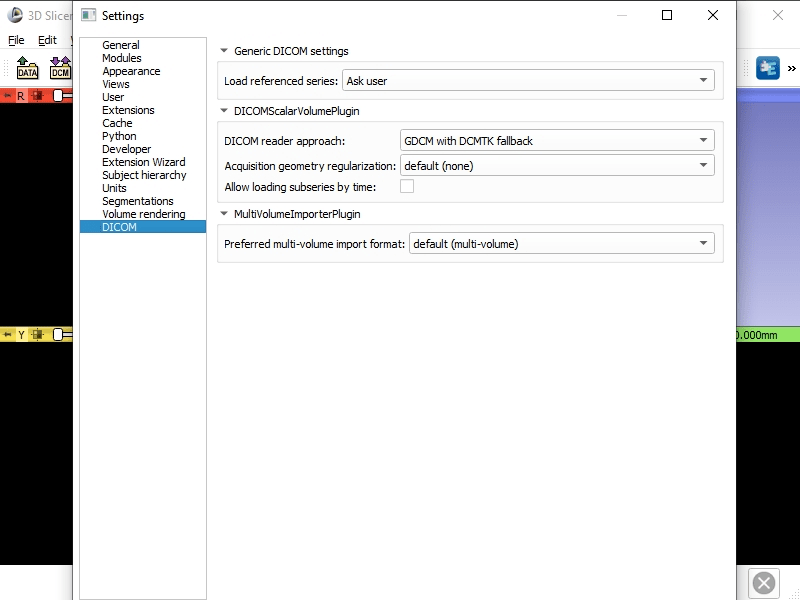 3D Slicer
Settings
File Edit
DATA DCM
R
Y
0.000mm
General
Modules
Appearance
Views
User
Extensions
Cache
Python
Developer
Extension Wizard
Subject hierarchy
Units
Segmentations
Volume rendering
DICOM
Generic DICOM settings
Load referenced series: Ask user
DICOMScalarVolumePlugin
DICOM reader approach: GDCM with DCMTK fallback
Acquisition geometry regularization: default (none)
Allow loading subseries by time:
MultiVolumeImporterPlugin
Preferred multi-volume import format: default (multi-volume)